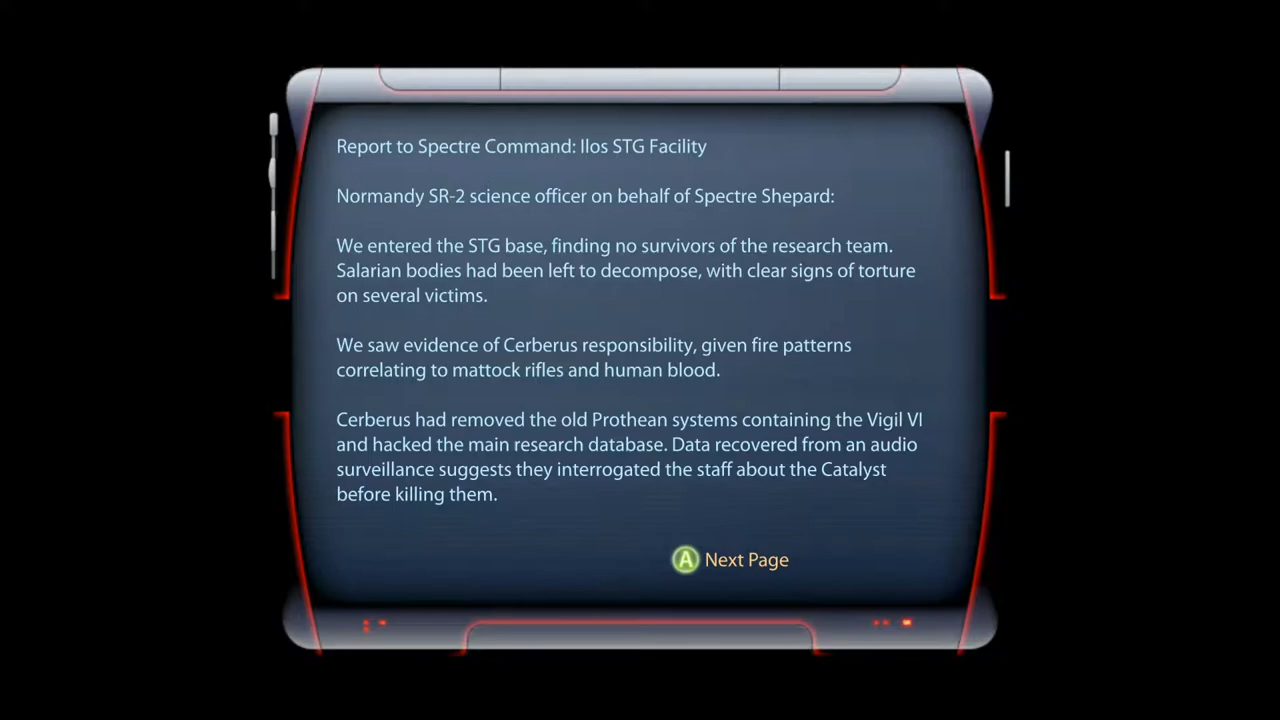 Report to Spectre Command: Ilos STG Facility
Normandy SR-2 science officer on behalf of Spectre Shepard:
We entered the STG base, finding no survivors of the research team.
Salarian bodies had been left to decompose, with clear signs of torture
on several victims.
We saw evidence of Cerberus responsibility, given fire patterns
correlating to mattock rifles and human blood.
Cerberus had removed the old Prothean systems containing the Vigil VI
and hacked the main research database. Data recovered from an audio
surveillance suggests they interrogated the staff about the Catalyst
before killing them.
A Next Page